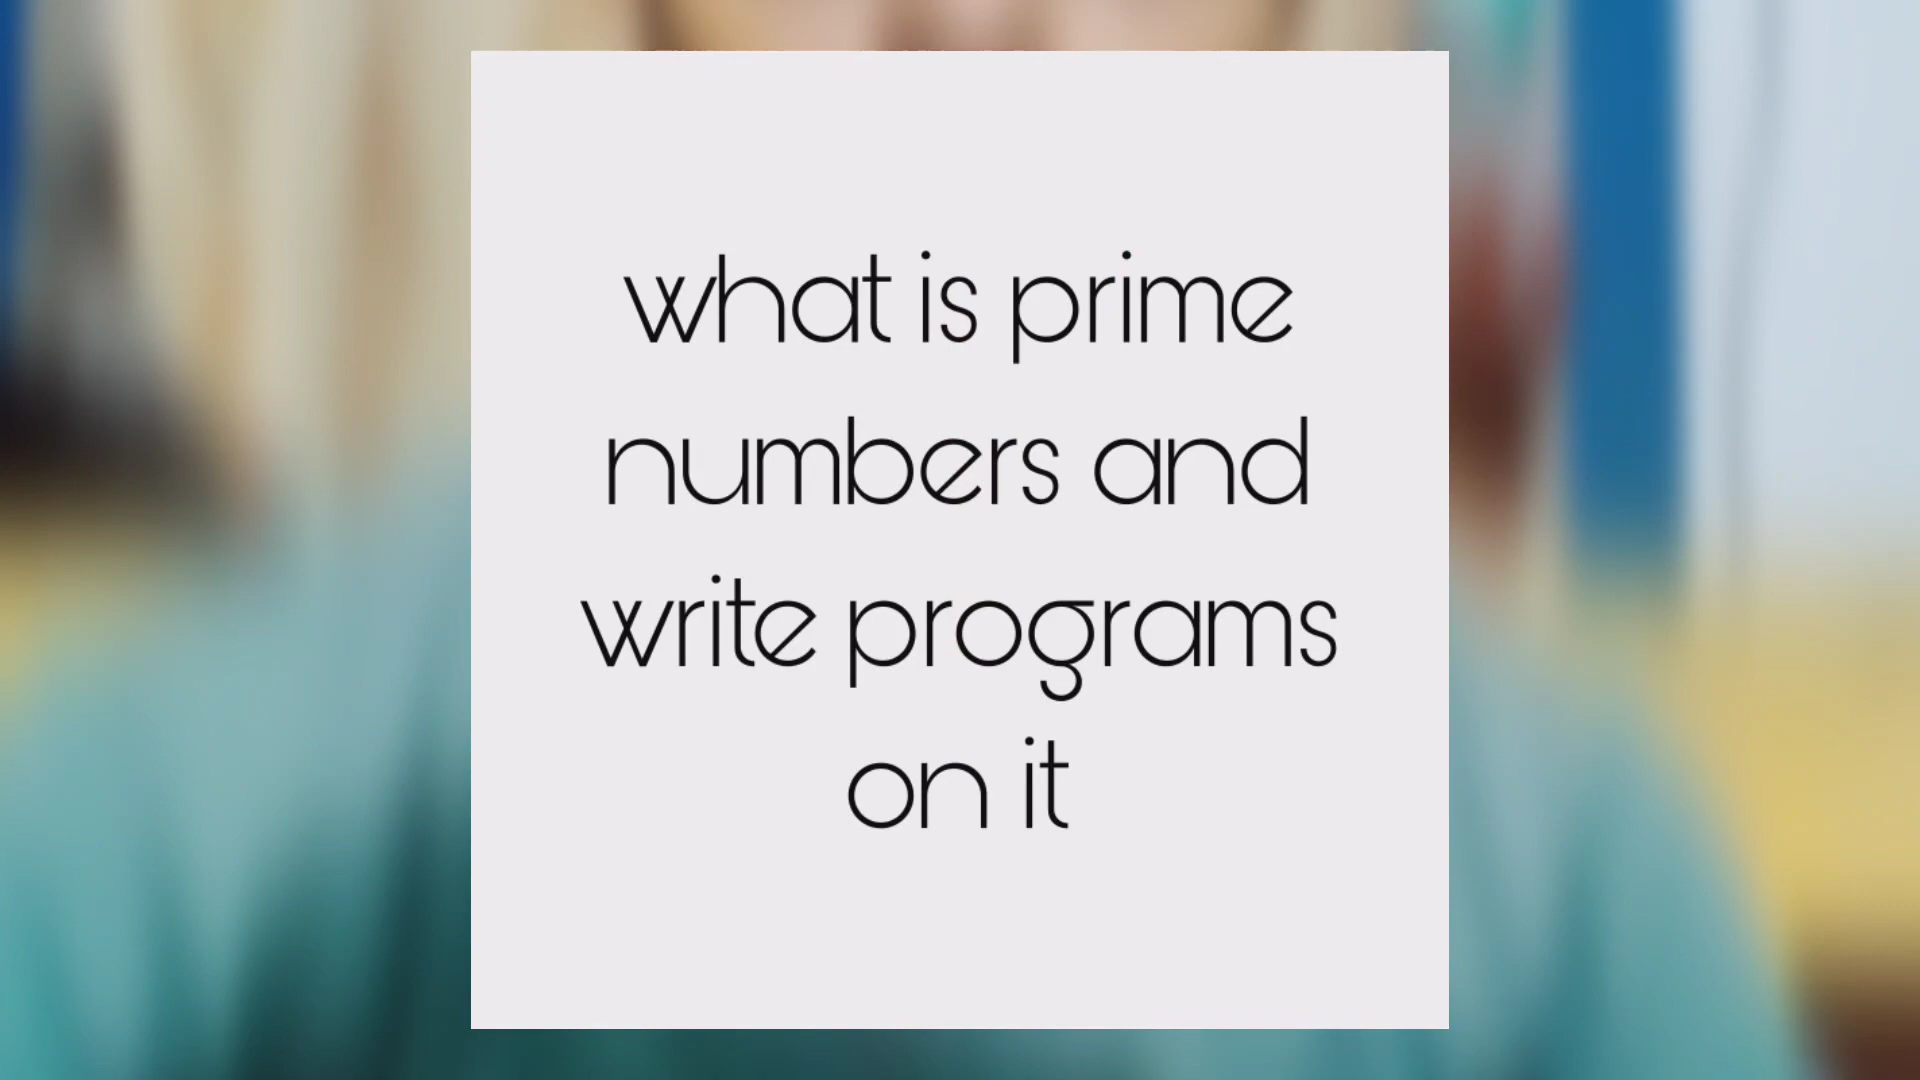 what is prime
numbers and
write programs
on it